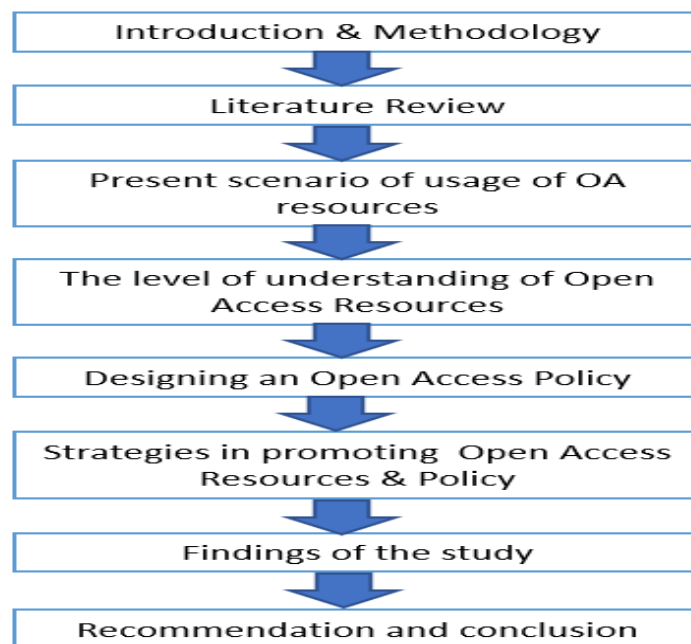 Introduction & Methodology
Literature Review
Present scenario of usage of OA
resources
The level of understanding of Open
Access Resources
Designing an Open Access Policy
Strategies in promoting  Open Access
Resources & Policy
Findings of the study
Recommendation and conclusion